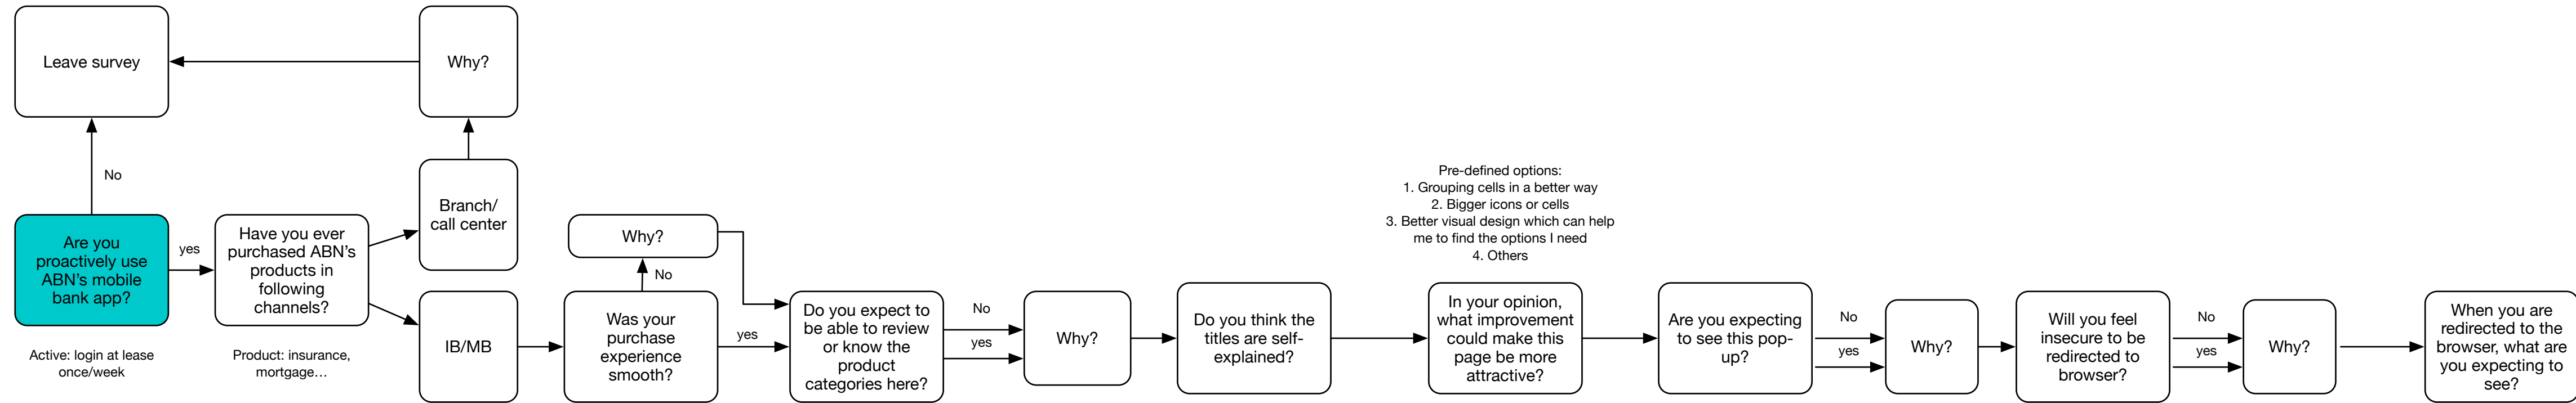 Leave survey
Why?
No
Branch/
call center
Are you
proactively use
ABN's mobile
bank app?
yes
Have you ever
purchased ABN's
products in
following
channels?
Active: login at lease
once/week
Product: insurance,
mortgage...
IB/MB
Why?
No
Was your
purchase
experience
smooth?
yes
Do you expect to
be able to review
or know the
product
categories here?
No
yes
Why?
Do you think the
titles are self-
explained?
Pre-defined options:
1. Grouping cells in a better way
2. Bigger icons or cells
3. Better visual design which can help
me to find the options I need
4. Others
In your opinion,
what improvement
could make this
page be more
attractive?
Are you expecting
to see this pop-
up?
No
yes
Why?
Will you feel
insecure to be
redirected to
browser?
No
yes
Why?
When you are
redirected to the
browser, what are
you expecting to
see?